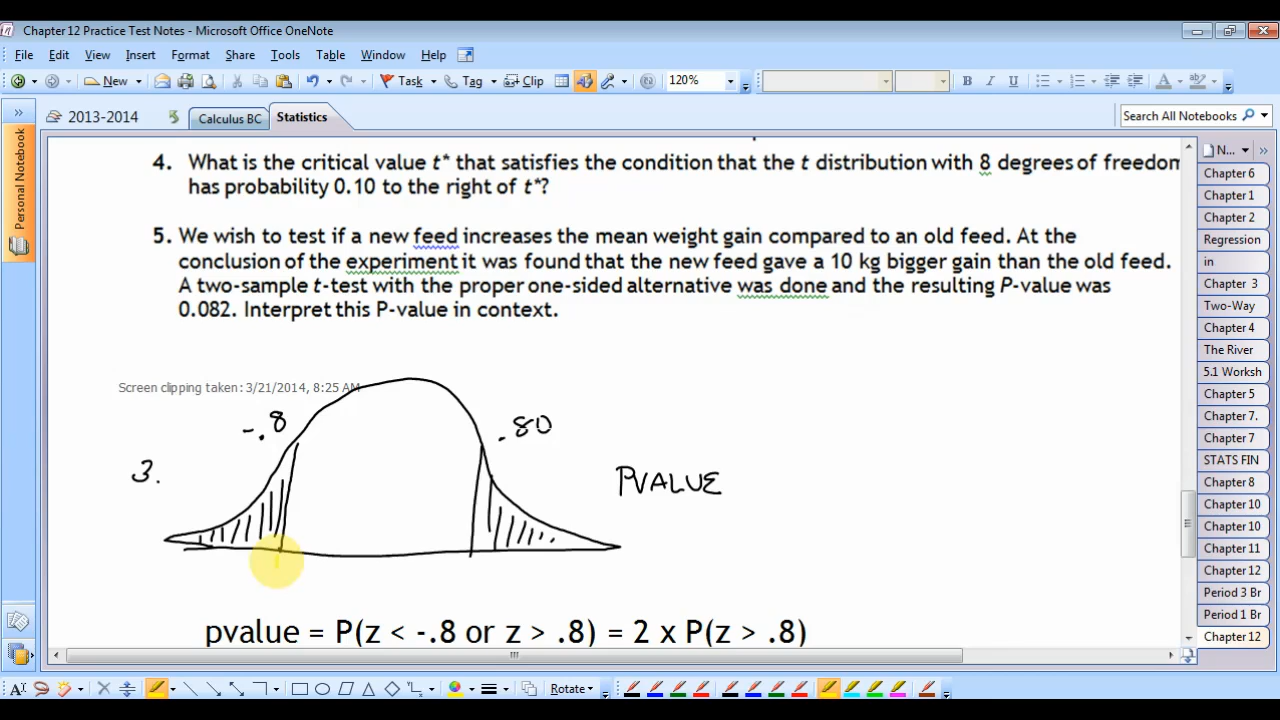 Chapter 12 Practice Test Notes - Microsoft Office OneNote
File Edit View Insert Format Share Tools Table Window Help
New Task Tag Clip 120% B I U A ab
2013-2014 Calculus BC Statistics Search All Notebooks
Personal Notebook
N...
Chapter 6
Chapter 1
Chapter 2
Regression
in
Chapter 3
Two-Way
Chapter 4
The River
5.1 Worksh
Chapter 5
Chapter 7.
Chapter 7
STATS FIN
Chapter 8
Chapter 10
Chapter 10
Chapter 11
Chapter 12
Period 3 Br
Period 1 Br
Chapter 12
4. What is the critical value t* that satisfies the condition that the t distribution with 8 degrees of freedom
has probability 0.10 to the right of t*?
5. We wish to test if a new feed increases the mean weight gain compared to an old feed. At the
conclusion of the experiment it was found that the new feed gave a 10 kg bigger gain than the old feed.
A two-sample t-test with the proper one-sided alternative was done and the resulting P-value was
0.082. Interpret this P-value in context.
Screen clipping taken: 3/21/2014, 8:25 AM
-.8 .80
3. PVALUE
pvalue = P(z < -.8 or z > .8) = 2 x P(z > .8)
A Rotate